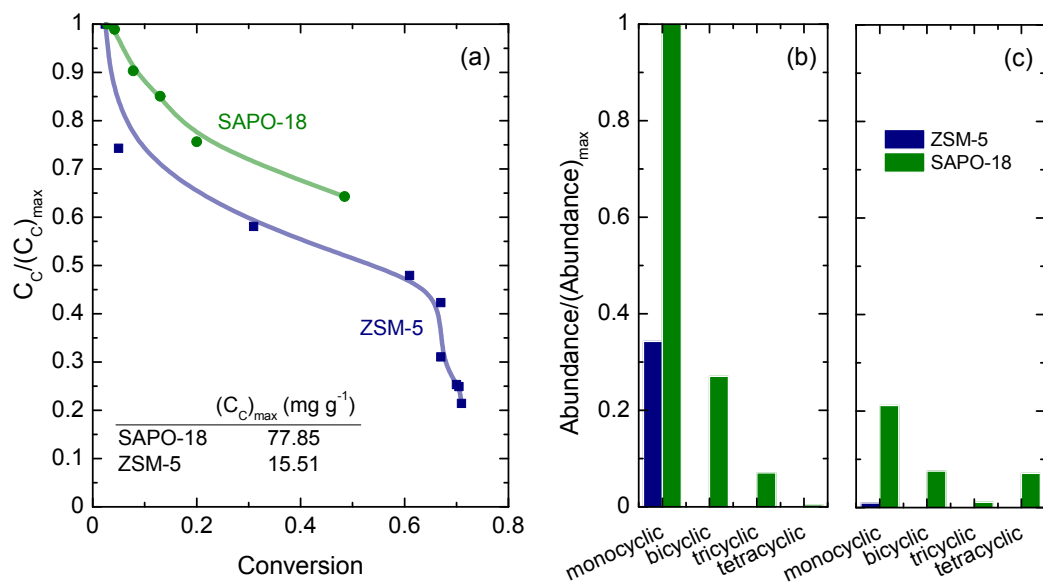 (a)
SAPO-18
ZSM-5
(C_C)_max (mg g⁻¹)
SAPO-18 77.85
ZSM-5 15.51
C_C/(C_C)_max
1
0.9
0.8
0.7
0.6
0.5
0.4
0.3
0.2
0.1
0
0 0.2 0.4 0.6 0.8
Conversion
(b)
Abundance/(Abundance)_max
1
0.8
0.6
0.4
0.2
0
monocyclic
bicyclic
tricyclic
tetracyclic
(c)
ZSM-5
SAPO-18
monocyclic
bicyclic
tricyclic
tetracyclic